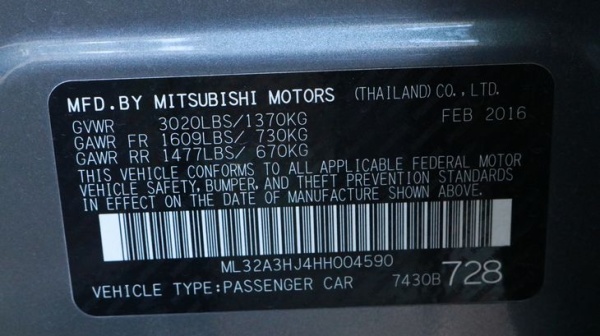 MFD.BY MITSUBISHI MOTORS (THAILAND) CO., LTD.
GVWR 3020LBS/1370KG FEB 2016
GAWR FR 1609LBS/ 730KG
GAWR RR 1477LBS/ 670KG
THIS VEHICLE CONFORMS TO ALL APPLICABLE FEDERAL MOTOR
VEHICLE SAFETY, BUMPER, AND THEFT PREVENTION STANDARDS
IN EFFECT ON THE DATE OF MANUFACTURE SHOWN ABOVE.
ML32A3HJ4HH004590
VEHICLE TYPE:PASSENGER CAR 7430B 728